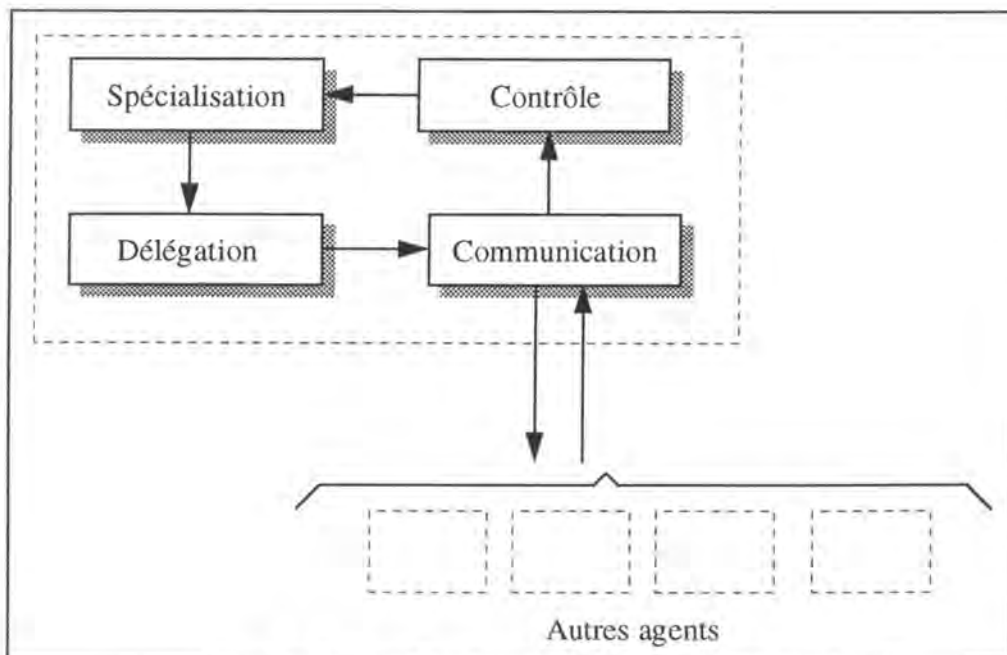 Spécialisation
Contrôle
Délégation
Communication
Autres agents